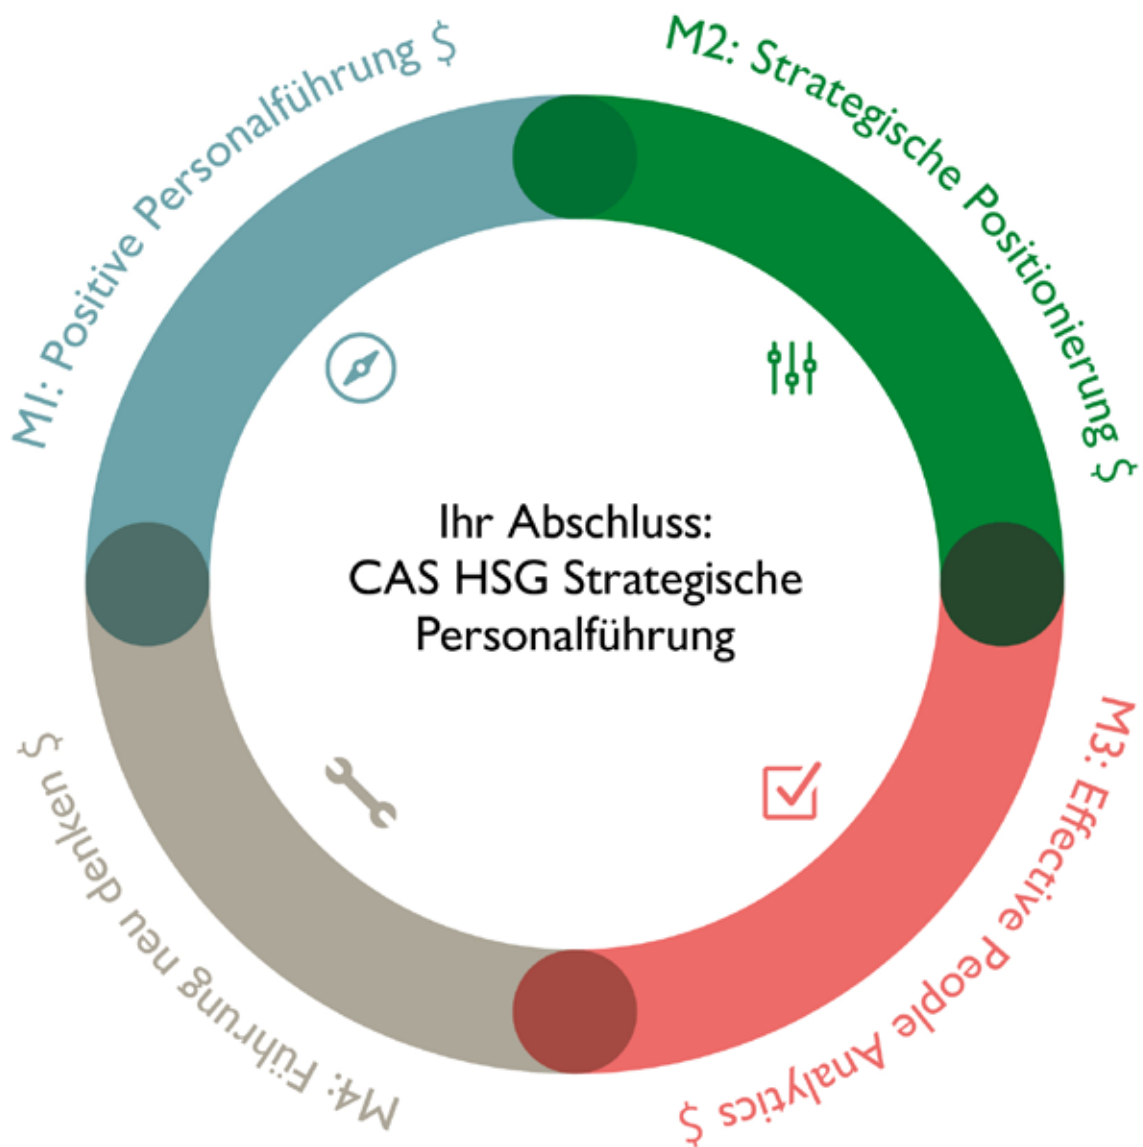 M1: Positive Personalführung $
M2: Strategische Positionierung $
M3: Effective People Analytics $
M4: Führung neu denken $
Ihr Abschluss:
CAS HSG Strategische
Personalführung